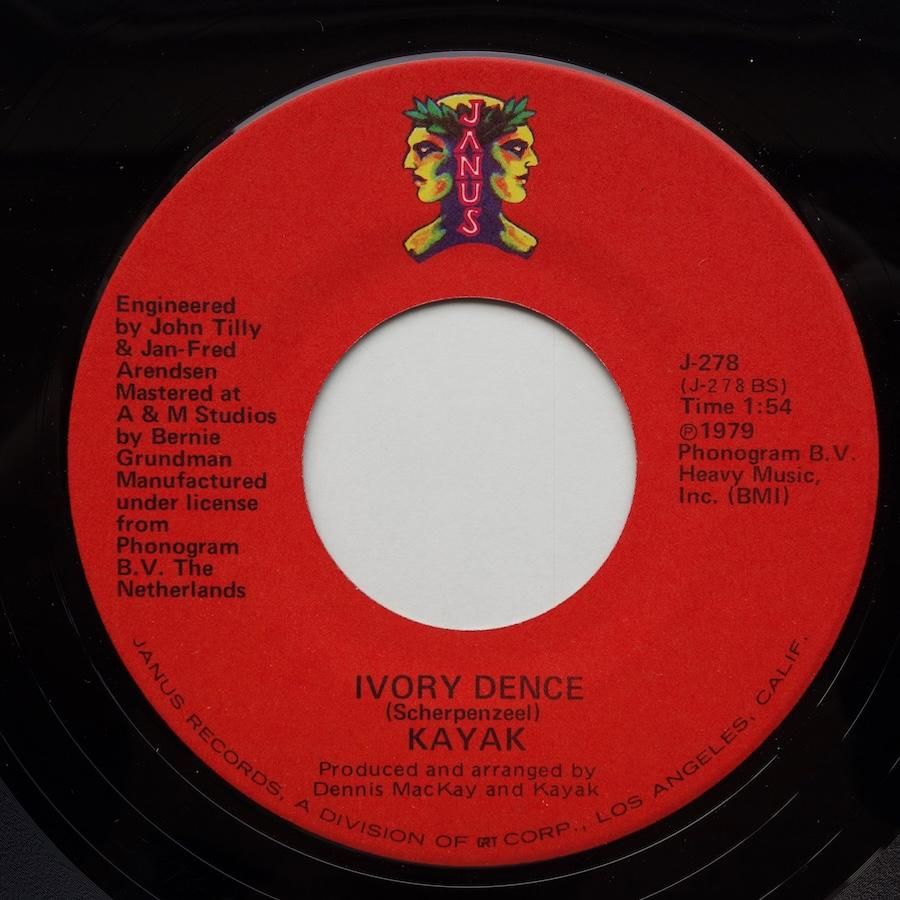 JANUS
Engineered
by John Tilly
& Jan-Fred
Arendsen
Mastered at
A & M Studios
by Bernie
Grundman
Manufactured
under license
from
Phonogram
B.V. The
Netherlands
J-278
(J-278 BS)
Time 1:54
℗1979
Phonogram B.V.
Heavy Music,
Inc. (BMI)
IVORY DENCE
(Scherpenzeel)
KAYAK
Produced and arranged by
Dennis MacKay and Kayak
JANUS RECORDS, A DIVISION OF GRT CORP., LOS ANGELES, CALIF.